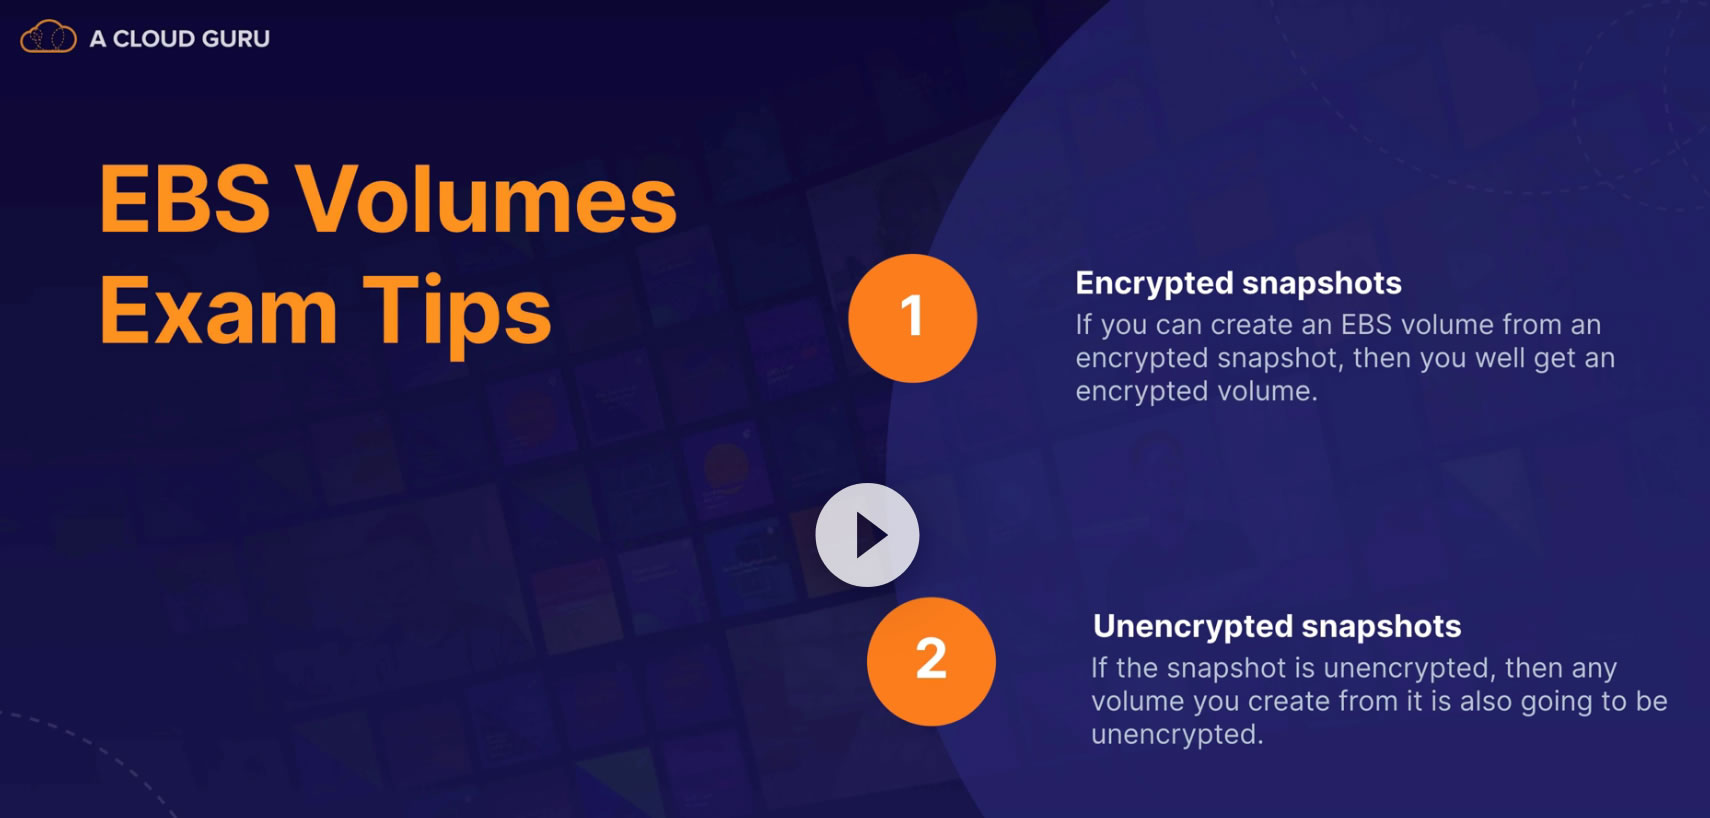 A CLOUD GURU
EBS Volumes
Exam Tips
1
Encrypted snapshots
If you can create an EBS volume from an
encrypted snapshot, then you well get an
encrypted volume.
2
Unencrypted snapshots
If the snapshot is unencrypted, then any
volume you create from it is also going to be
unencrypted.